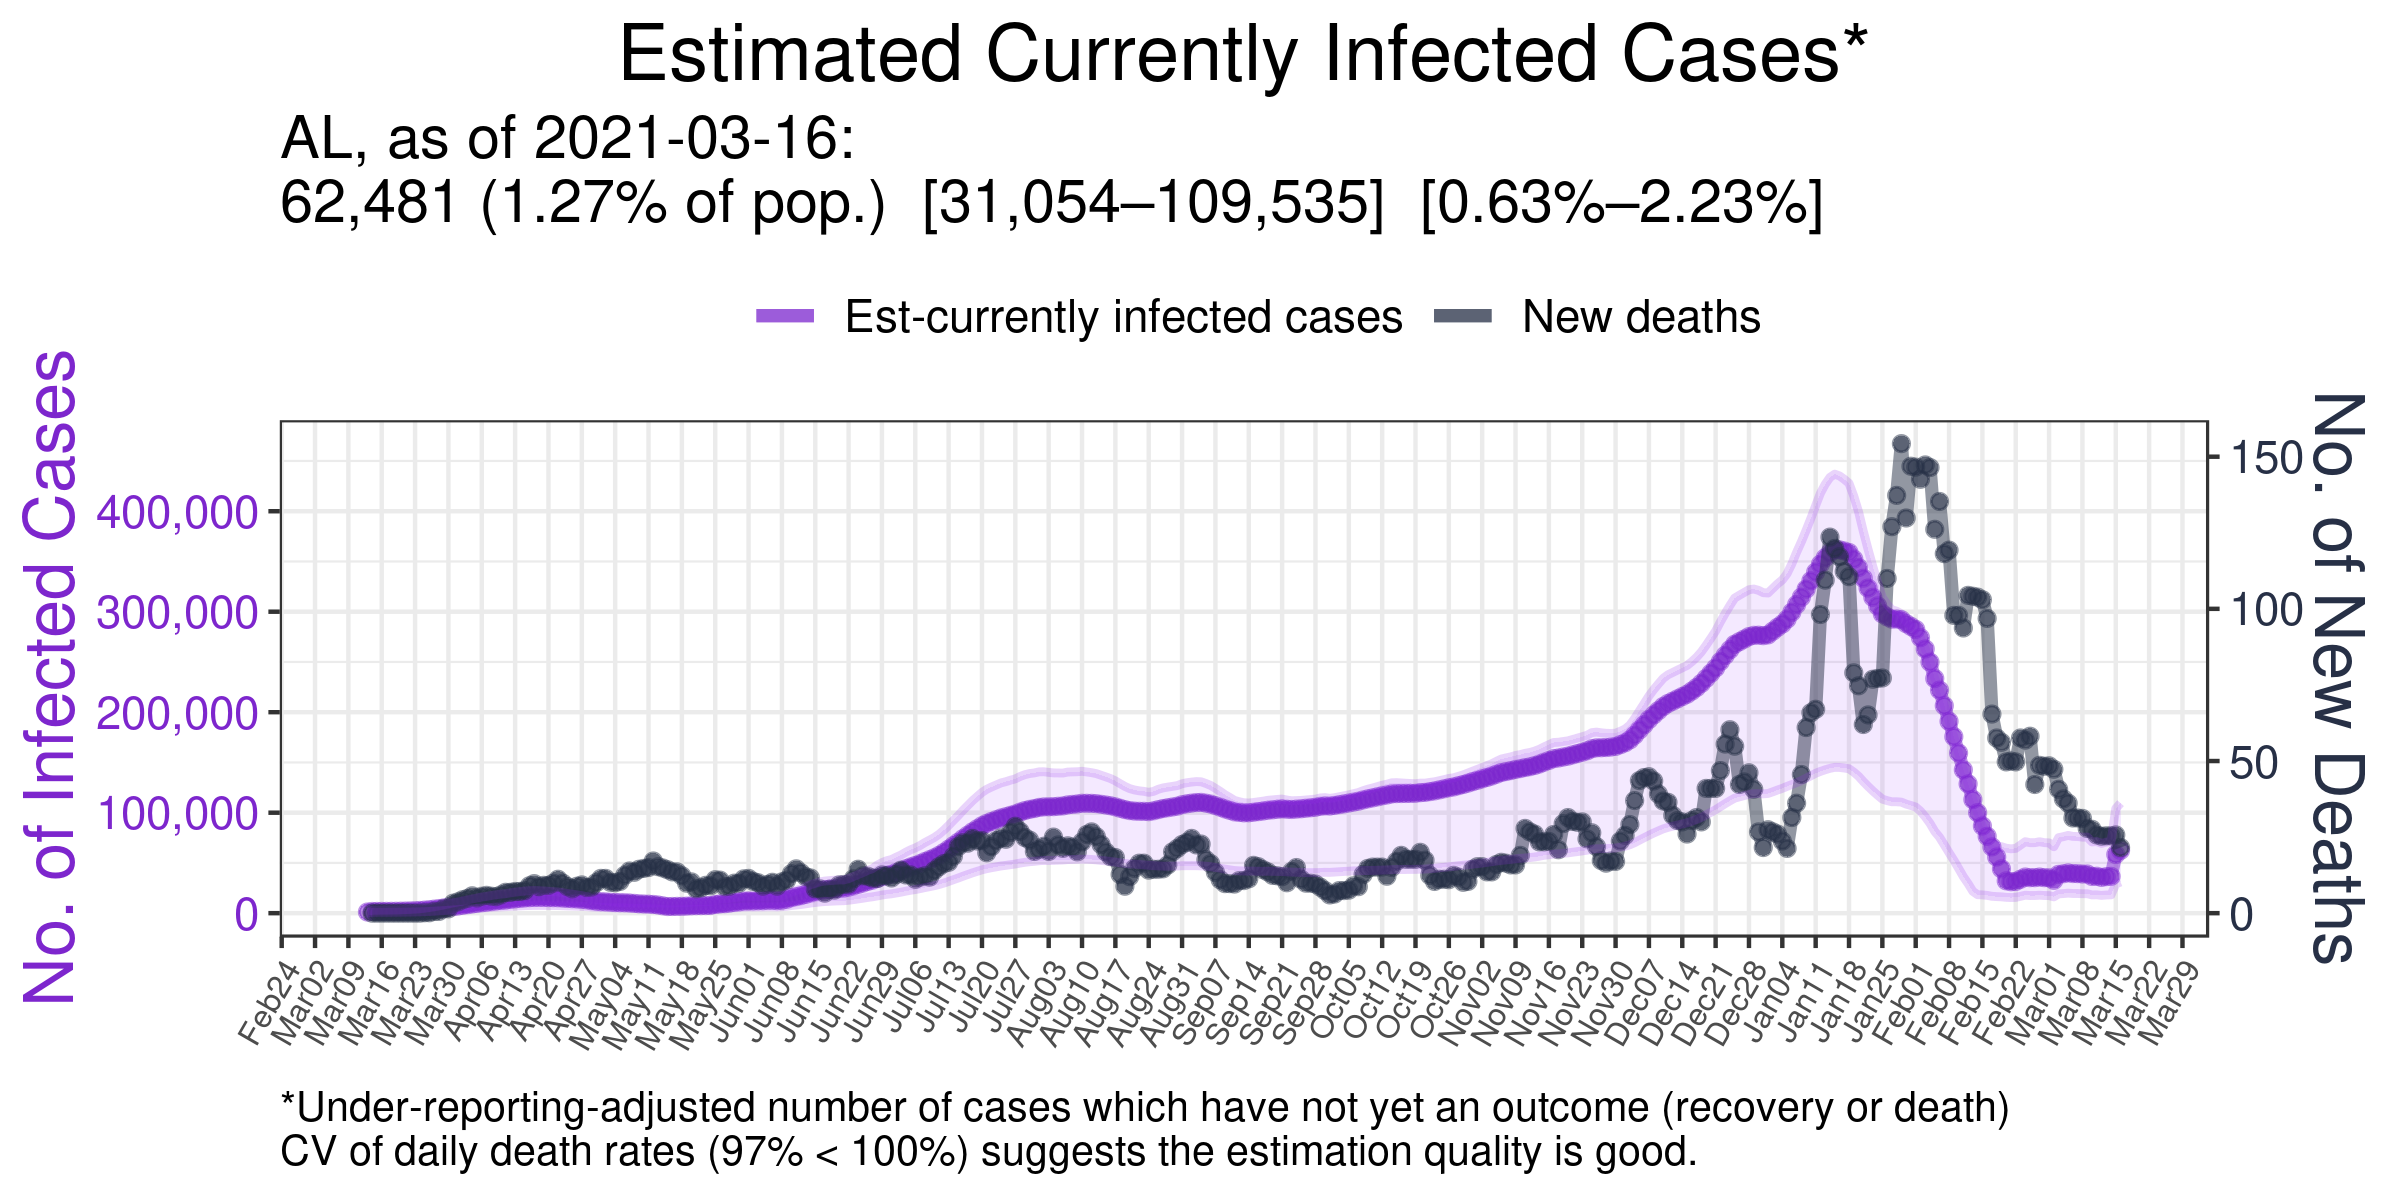 Estimated Currently Infected Cases*
AL, as of 2021-03-16:
62,481 (1.27% of pop.) [31,054–109,535] [0.63%–2.23%]
Est-currently infected cases
New deaths
No. of Infected Cases
400,000
300,000
200,000
100,000
0
150
100
50
0
No. of New Deaths
Feb24
Mar02
Mar09
Mar16
Mar23
Mar30
Apr06
Apr13
Apr20
Apr27
May04
May11
May18
May25
Jun01
Jun08
Jun15
Jun22
Jun29
Jul06
Jul13
Jul20
Jul27
Aug03
Aug10
Aug17
Aug24
Aug31
Sep07
Sep14
Sep21
Sep28
Oct05
Oct12
Oct19
Oct26
Nov02
Nov09
Nov16
Nov23
Nov30
Dec07
Dec14
Dec21
Dec28
Jan04
Jan11
Jan18
Jan25
Feb01
Feb08
Feb15
Feb22
Mar01
Mar08
Mar15
Mar22
Mar29
*Under-reporting-adjusted number of cases which have not yet an outcome (recovery or death)
CV of daily death rates (97% < 100%) suggests the estimation quality is good.